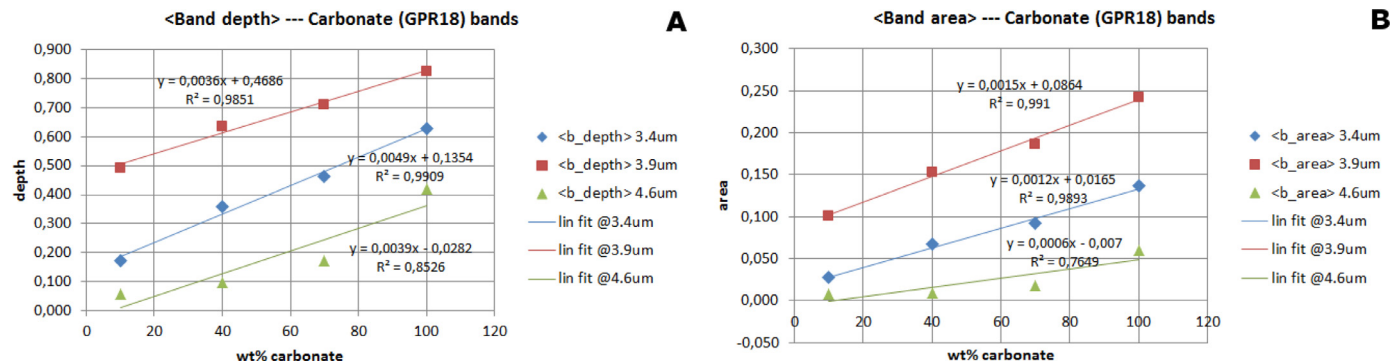 <Band depth> --- Carbonate (GPR18) bands
A
0,900
0,800
0,700
0,600
0,500
0,400
0,300
0,200
0,100
0,000
depth
y = 0,0036x + 0,4686
R² = 0,9851
y = 0,0049x + 0,1354
R² = 0,9909
y = 0,0039x - 0,0282
R² = 0,8526
0 20 40 60 80 100 120
wt% carbonate
<b_depth> 3.4um
<b_depth> 3.9um
<b_depth> 4.6um
lin fit @3.4um
lin fit @3.9um
lin fit @4.6um
<Band area> --- Carbonate (GPR18) bands
B
0,300
0,250
0,200
0,150
0,100
0,050
0,000
-0,050
area
y = 0,0015x + 0,0864
R² = 0,991
y = 0,0012x + 0,0165
R² = 0,9893
y = 0,0006x - 0,007
R² = 0,7649
0 20 40 60 80 100 120
wt% carbonate
<b_area> 3.4um
<b_area> 3.9um
<b_area> 4.6um
lin fit @3.4um
lin fit @3.9um
lin fit @4.6um